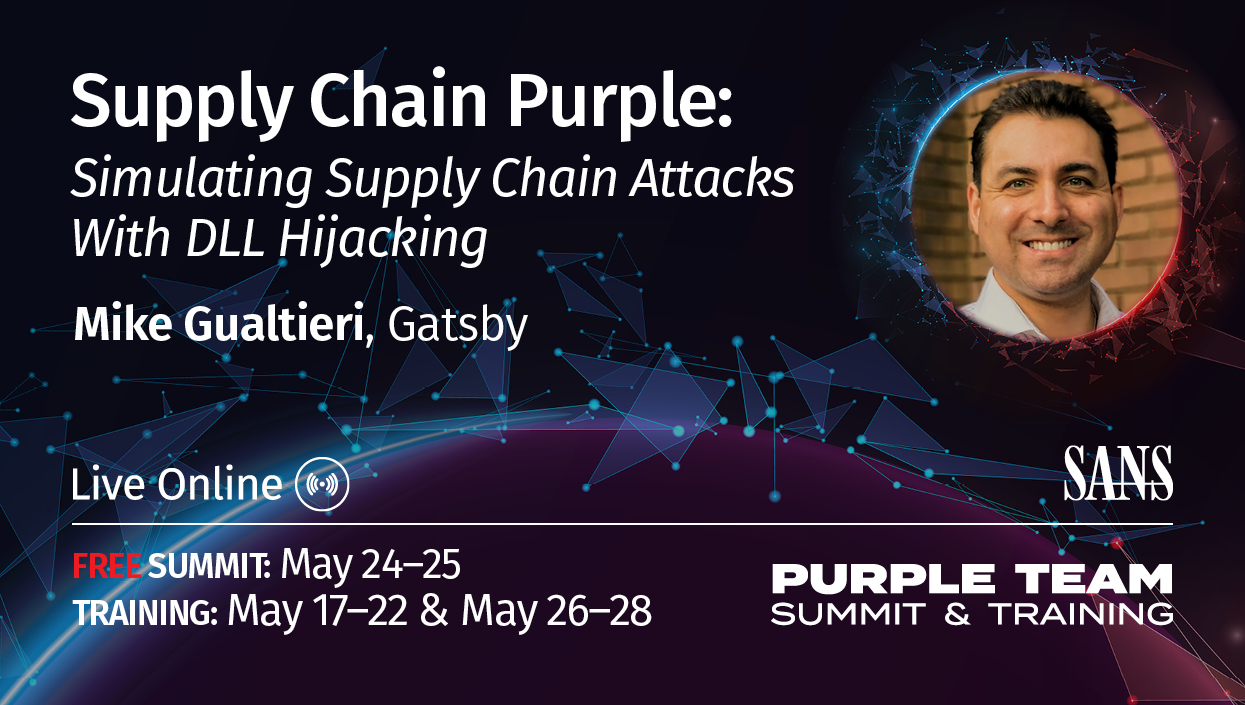 Supply Chain Purple:
Simulating Supply Chain Attacks
With DLL Hijacking
Mike Gualtieri, Gatsby
Live Online
SANS
FREE SUMMIT: May 24–25
TRAINING: May 17–22 & May 26–28
PURPLE TEAM
SUMMIT & TRAINING